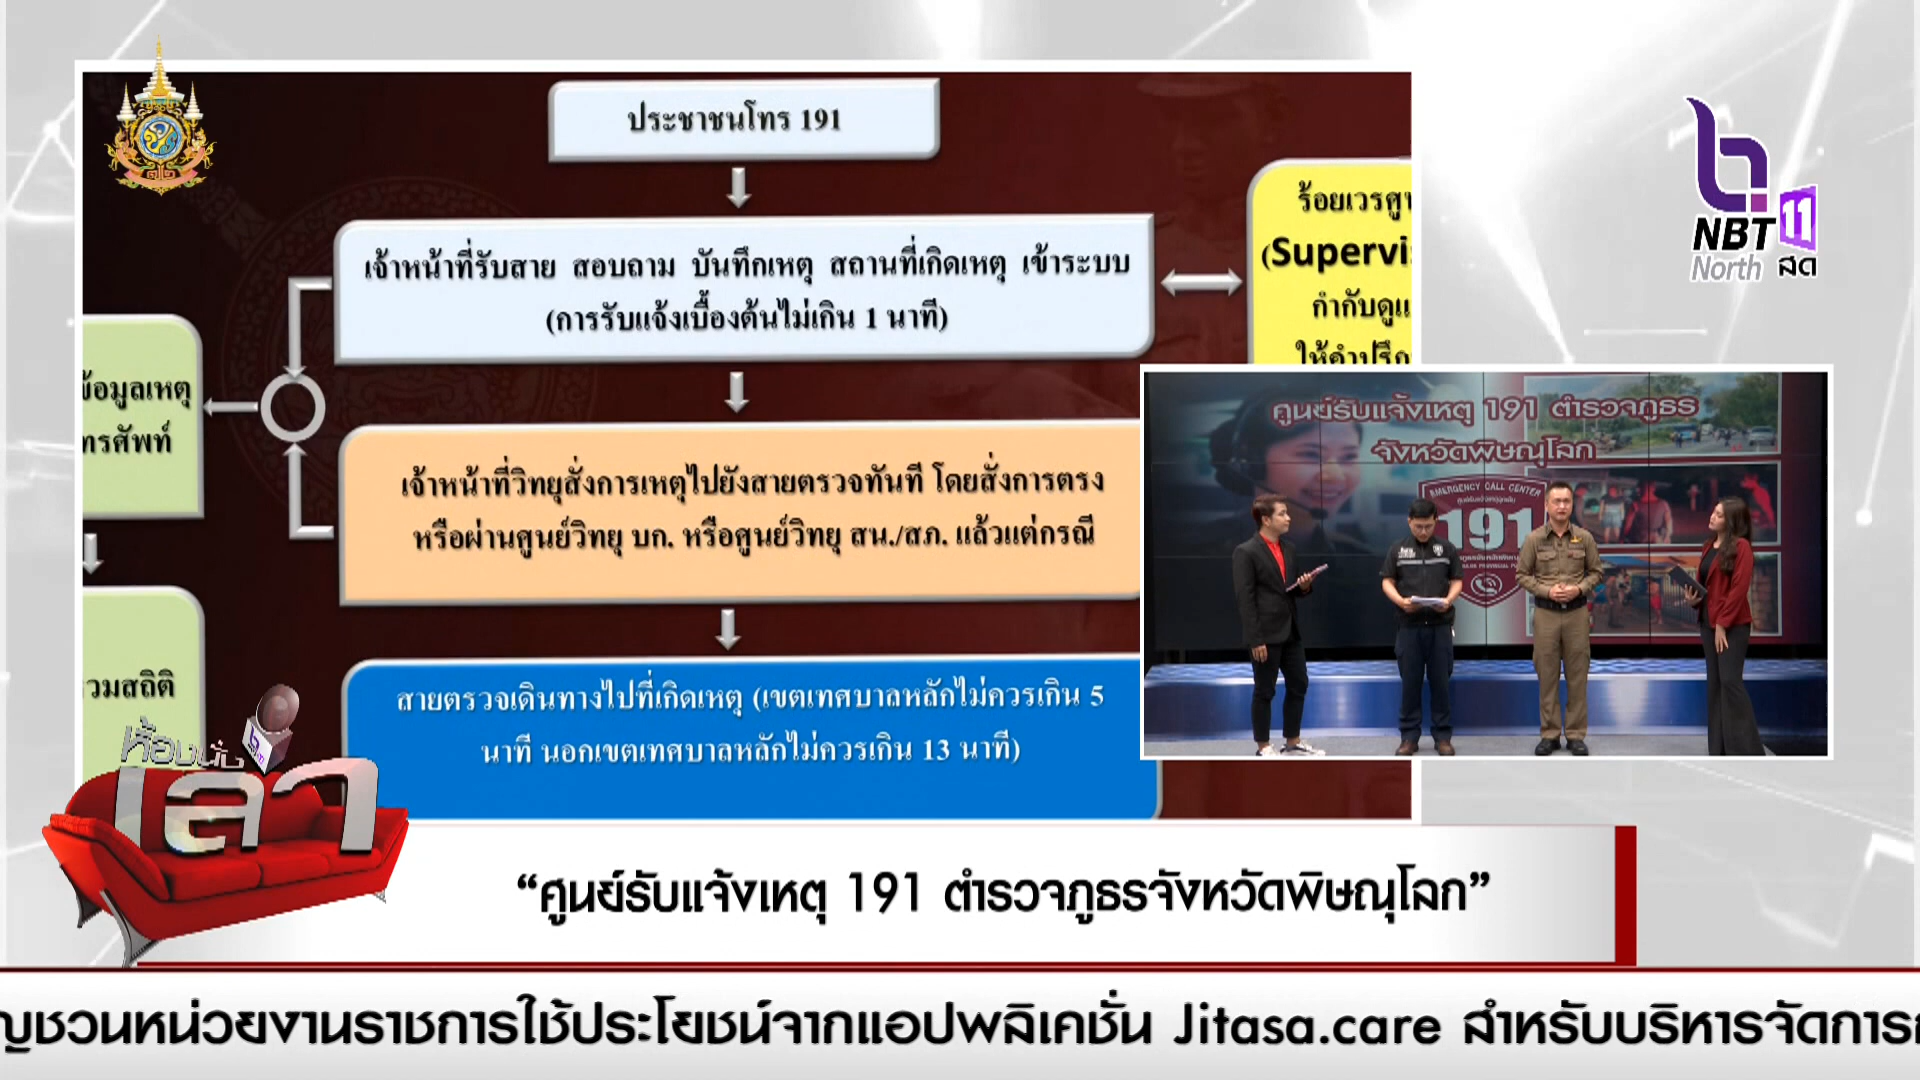 ประชาชนโทร 191
เจ้าหน้าที่รับสาย สอบถาม บันทึกเหตุ สถานที่เกิดเหตุ เข้าระบบ
(การรับแจ้งเบื้องต้นไม่เกิน 1 นาที)
ร้อยเวรศูน
(Supervis
กำกับดูแ
ให้คำปรึก
ข้อมูลเหตุ
ทรศัพท์
เจ้าหน้าที่วิทยุสั่งการเหตุไปยังสายตรวจทันที โดยสั่งการตรง
หรือผ่านศูนย์วิทยุ บก. หรือศูนย์วิทยุ สน./สภ. แล้วแต่กรณี
วมสถิติ
สายตรวจเดินทางไปที่เกิดเหตุ (เขตเทศบาลหลักไม่ควรเกิน 5
นาที นอกเขตเทศบาลหลักไม่ควรเกิน 13 นาที)
NBT 11
North สด
ศูนย์รับแจ้งเหตุ 191 ตำรวจภูธร
จังหวัดพิษณุโลก
EMERGENCY CALL CENTER
191
ห้องนั่ง
เล่า
“ศูนย์รับแจ้งเหตุ 191 ตำรวจภูธรจังหวัดพิษณุโลก”
ญชวนหน่วยงานราชการใช้ประโยชน์จากแอปพลิเคชั่น Jitasa.care สำหรับบริหารจัดการ